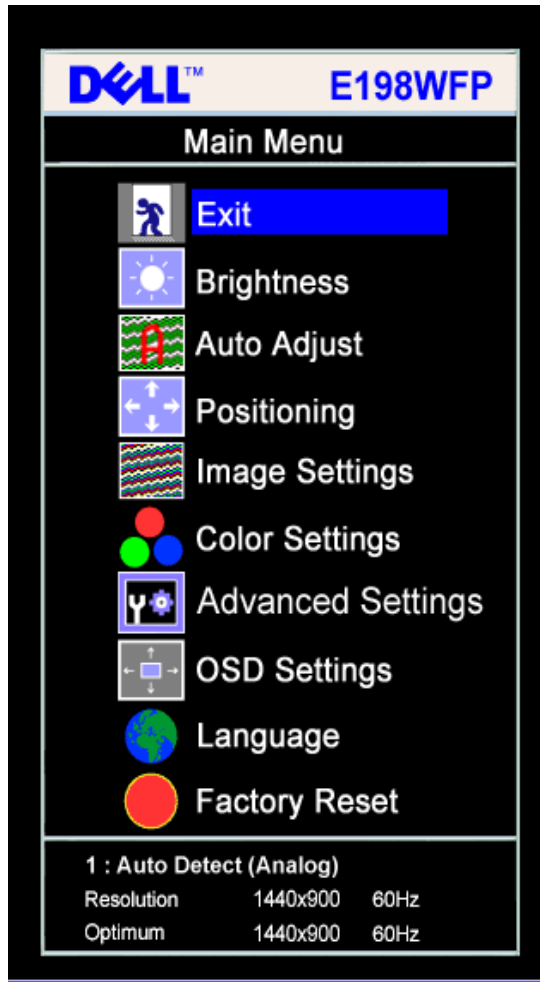 DELL™ E198WFP
Main Menu
Exit
Brightness
A
Auto Adjust
Positioning
Image Settings
Color Settings
Advanced Settings
OSD Settings
Language
Factory Reset
1 : Auto Detect (Analog)
Resolution 1440x900 60Hz
Optimum 1440x900 60Hz